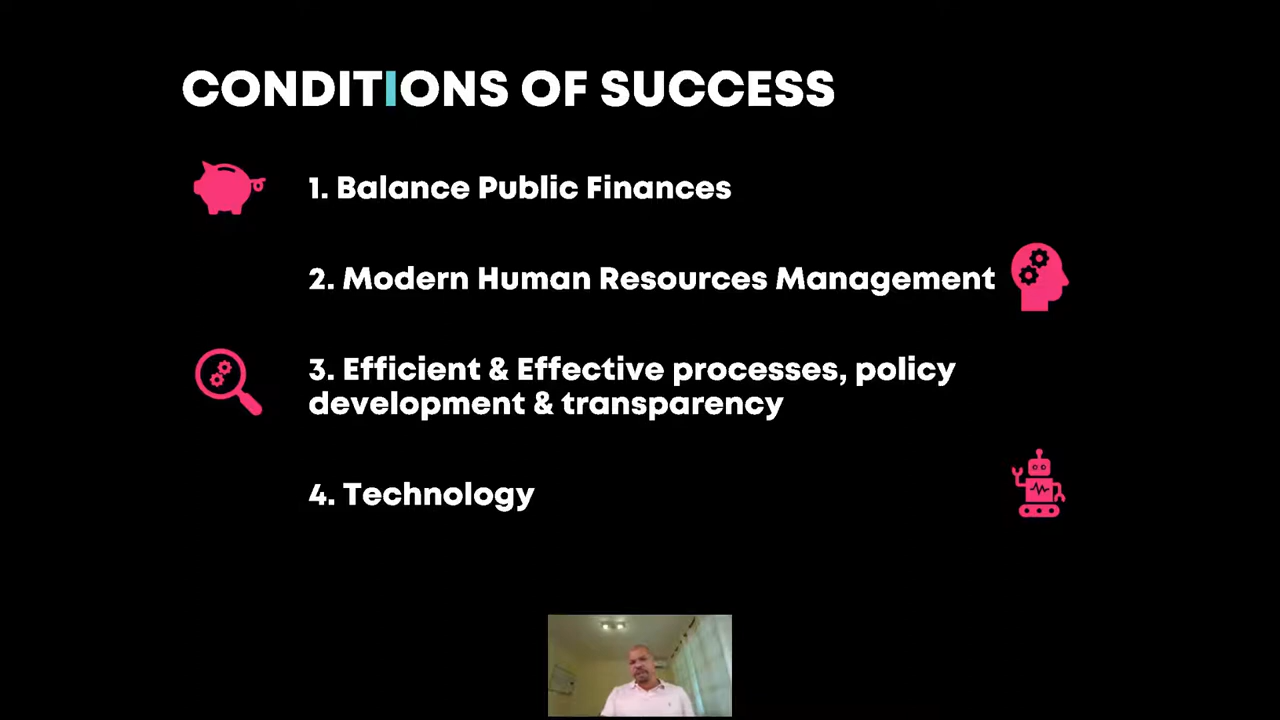 CONDITIONS OF SUCCESS
1. Balance Public Finances
2. Modern Human Resources Management
3. Efficient & Effective processes, policy
development & transparency
4. Technology